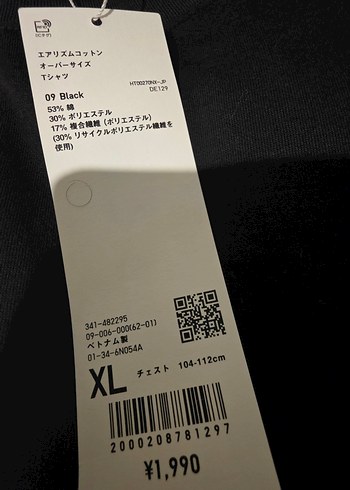 エアリズムコットン
オーバーサイズ
Tシャツ
HT00270NX-JP
09 Black
DE129
53% 綿
30% ポリエステル
17% 複合繊維 (ポリエステル)
(30% リサイクルポリエステル繊維を
使用)
341-482295
09-006-000(62-01)
ベトナム製
01-34-6N054A
XL チェスト 104-112cm
2000208781297
¥1,990